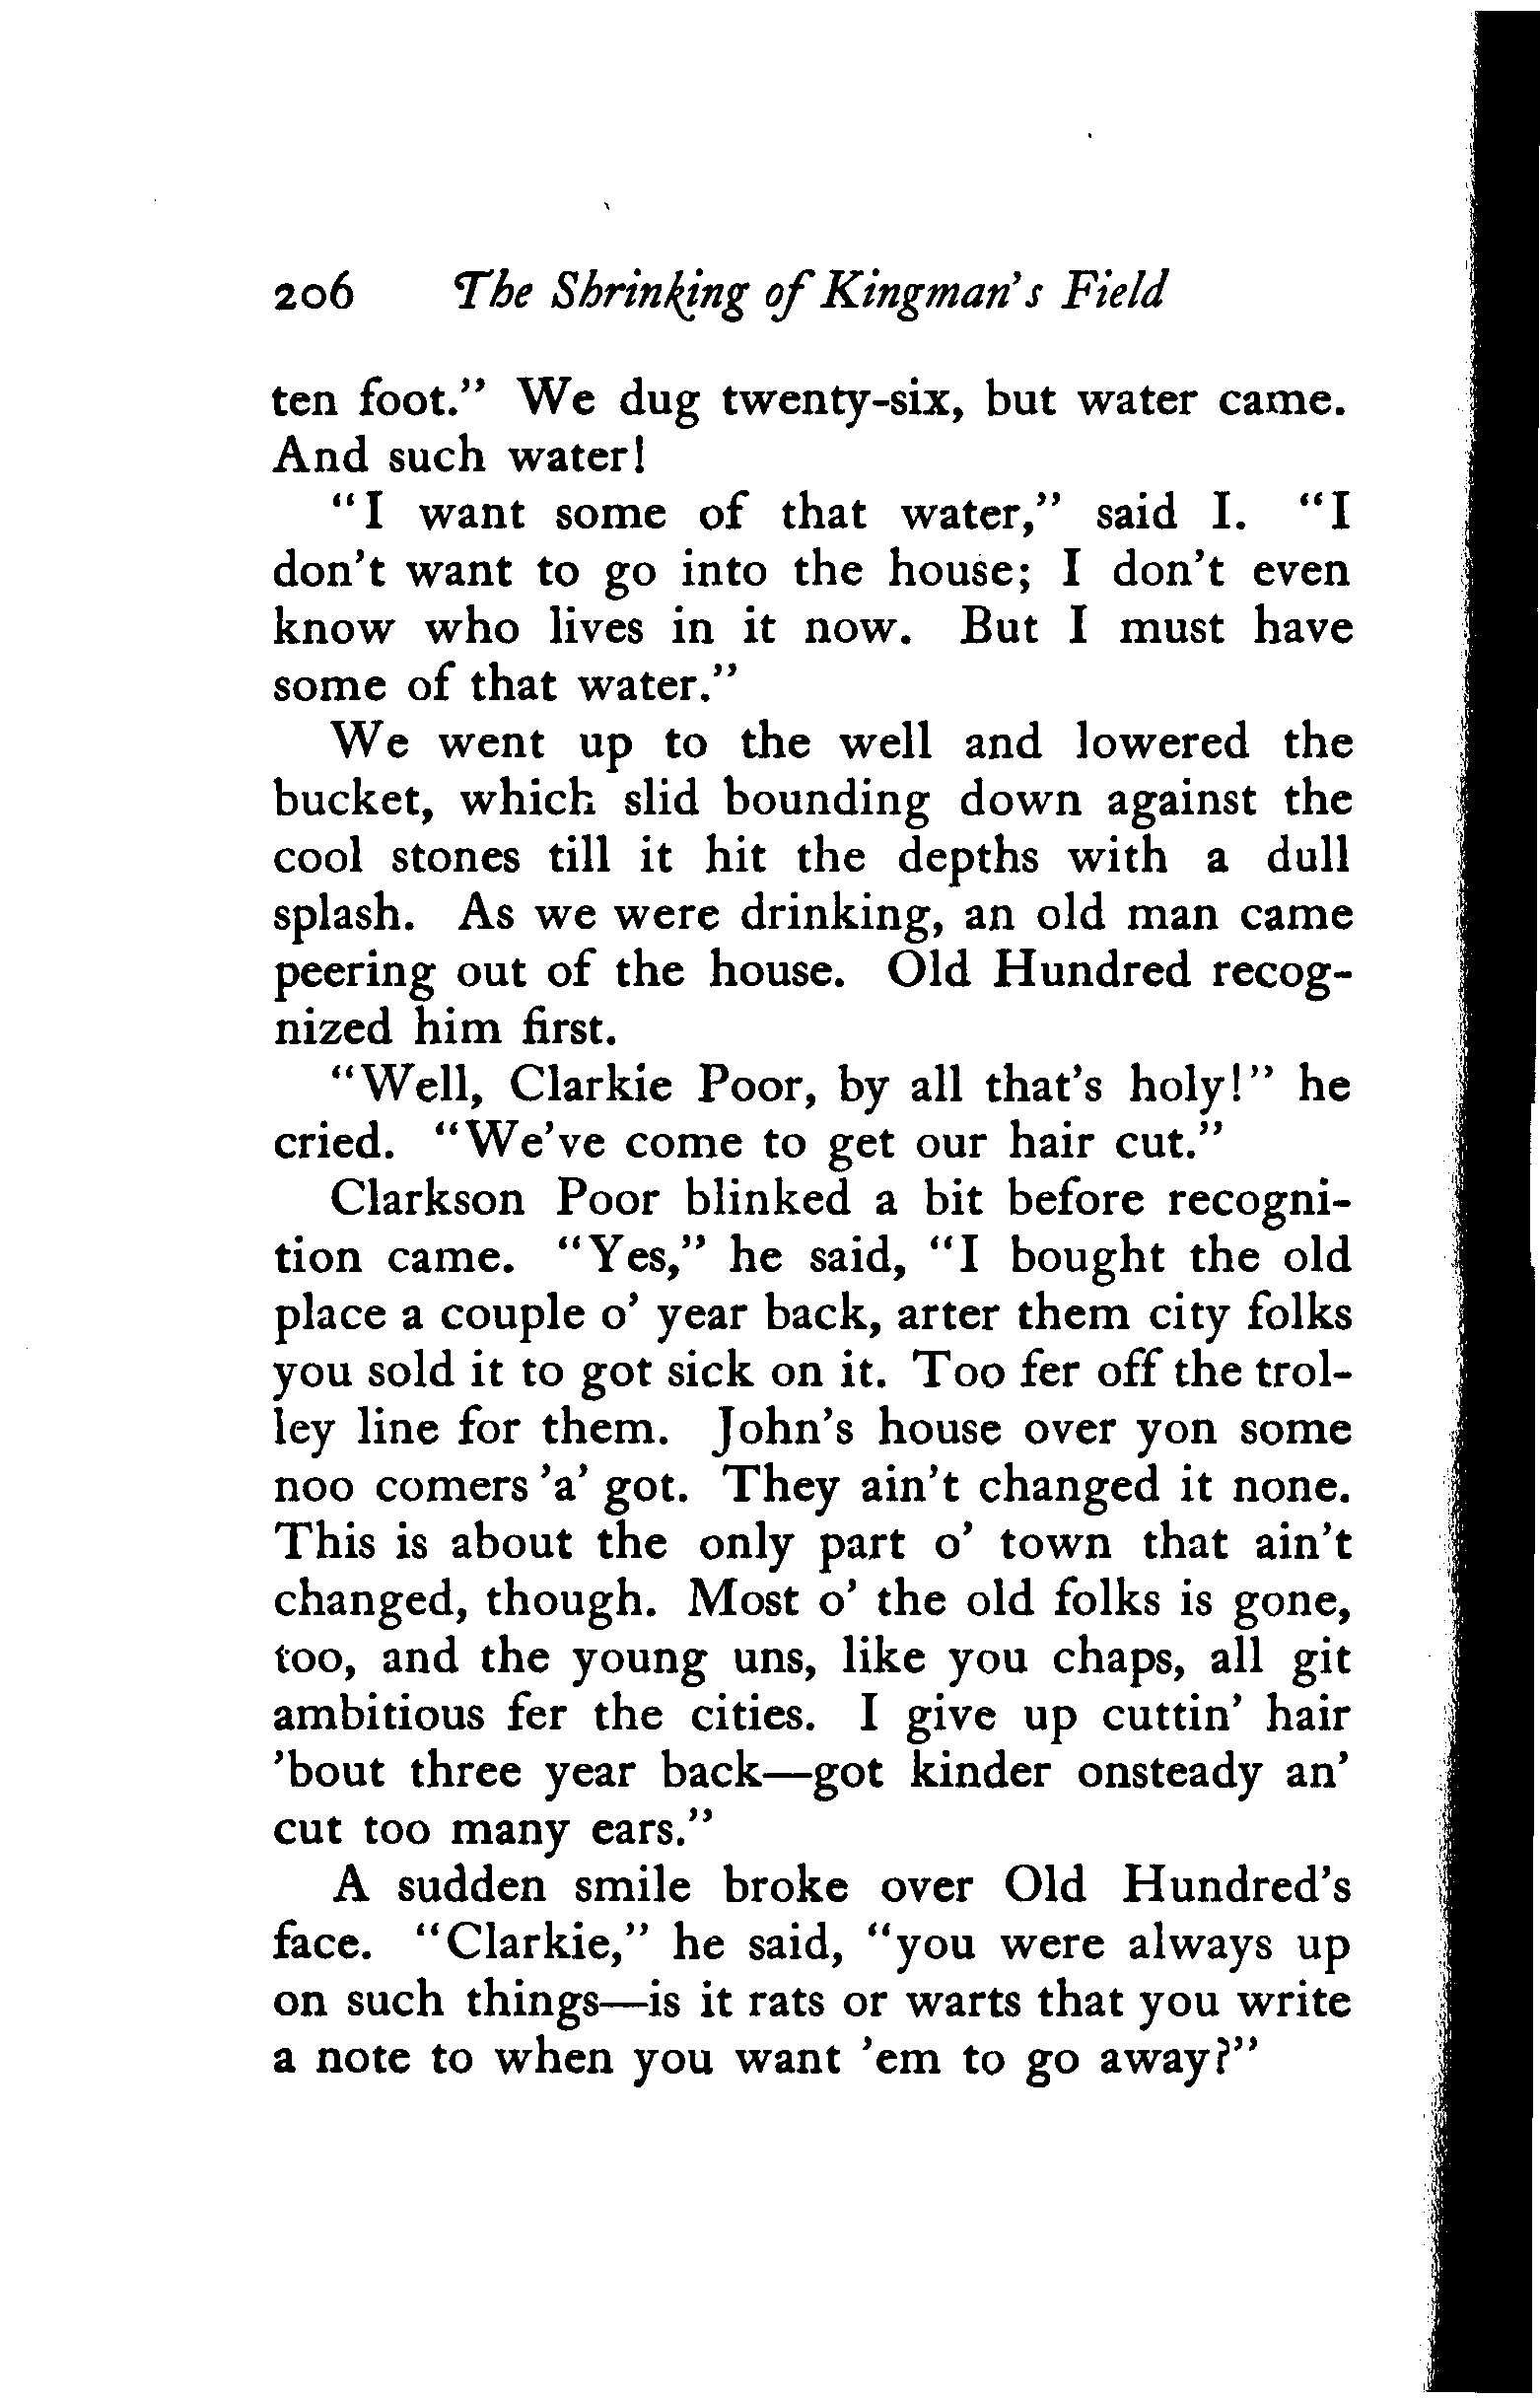 206 The Shrinking of Kingman's Field
ten foot." We dug twenty-six, but water came.
And such water!
"I want some of that water," said I. "I
don't want to go into the house; I don't even
know who lives in it now. But I must have
some of that water."
We went up to the well and lowered the
bucket, which slid bounding down against the
cool stones till it hit the depths with a dull
splash. As we were drinking, an old man came
peering out of the house. Old Hundred recog-
nized him first.
"Well, Clarkie Poor, by all that's holy!" he
cried. "We've come to get our hair cut."
Clarkson Poor blinked a bit before recogni-
tion came. "Yes," he said, "I bought the old
place a couple o' year back, arter them city folks
you sold it to got sick on it. Too fer off the trol-
ley line for them. John's house over yon some
noo comers 'a' got. They ain't changed it none.
This is about the only part o' town that ain't
changed, though. Most o' the old folks is gone,
too, and the young uns, like you chaps, all git
ambitious fer the cities. I give up cuttin' hair
'bout three year back—got kinder onsteady an'
cut too many ears."
A sudden smile broke over Old Hundred's
face. "Clarkie," he said, "you were always up
on such things—is it rats or warts that you write
a note to when you want 'em to go away?"